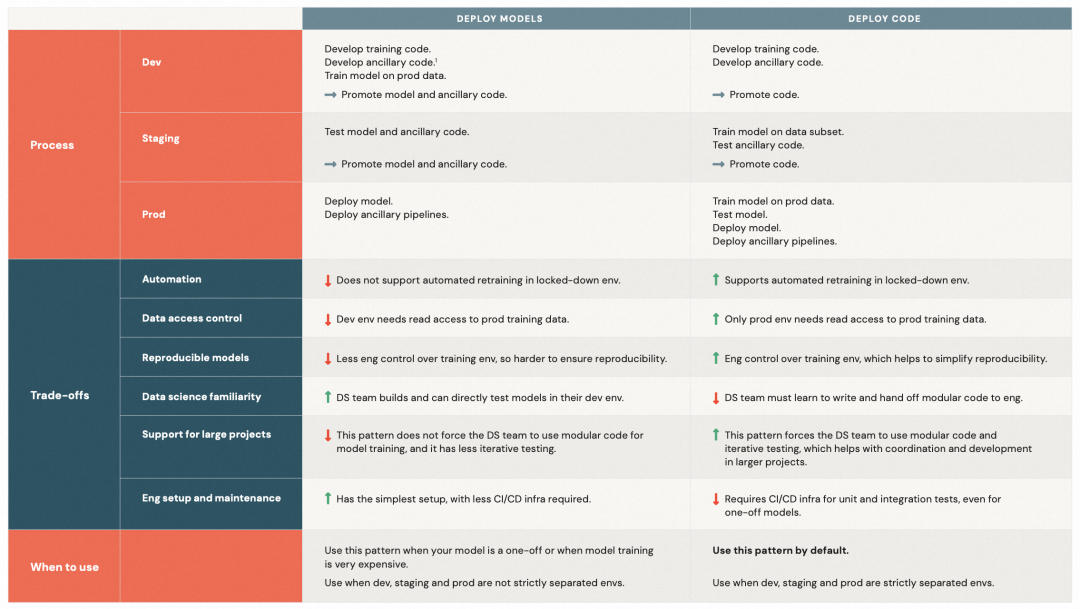 DEPLOY MODELS
DEPLOY CODE
Process
Dev
Develop training code.
Develop ancillary code.¹
Train model on prod data.
→ Promote model and ancillary code.
Develop training code.
Develop ancillary code.
→ Promote code.
Staging
Test model and ancillary code.
→ Promote model and ancillary code.
Train model on data subset.
Test ancillary code.
→ Promote code.
Prod
Deploy model.
Deploy ancillary pipelines.
Train model on prod data.
Test model.
Deploy model.
Deploy ancillary pipelines.
Trade-offs
Automation
↓ Does not support automated retraining in locked-down env.
↑ Supports automated retraining in locked-down env.
Data access control
↓ Dev env needs read access to prod training data.
↑ Only prod env needs read access to prod training data.
Reproducible models
↓ Less eng control over training env, so harder to ensure reproducibility.
↑ Eng control over training env, which helps to simplify reproducibility.
Data science familiarity
↑ DS team builds and can directly test models in their dev env.
↓ DS team must learn to write and hand off modular code to eng.
Support for large projects
↓ This pattern does not force the DS team to use modular code for
model training, and it has less iterative testing.
↑ This pattern forces the DS team to use modular code and
iterative testing, which helps with coordination and development
in larger projects.
Eng setup and maintenance
↑ Has the simplest setup, with less CI/CD infra required.
↓ Requires CI/CD infra for unit and integration tests, even for
one-off models.
When to use
Use this pattern when your model is a one-off or when model training
is very expensive.
Use when dev, staging and prod are not strictly separated envs.
Use this pattern by default.
Use when dev, staging and prod are strictly separated envs.